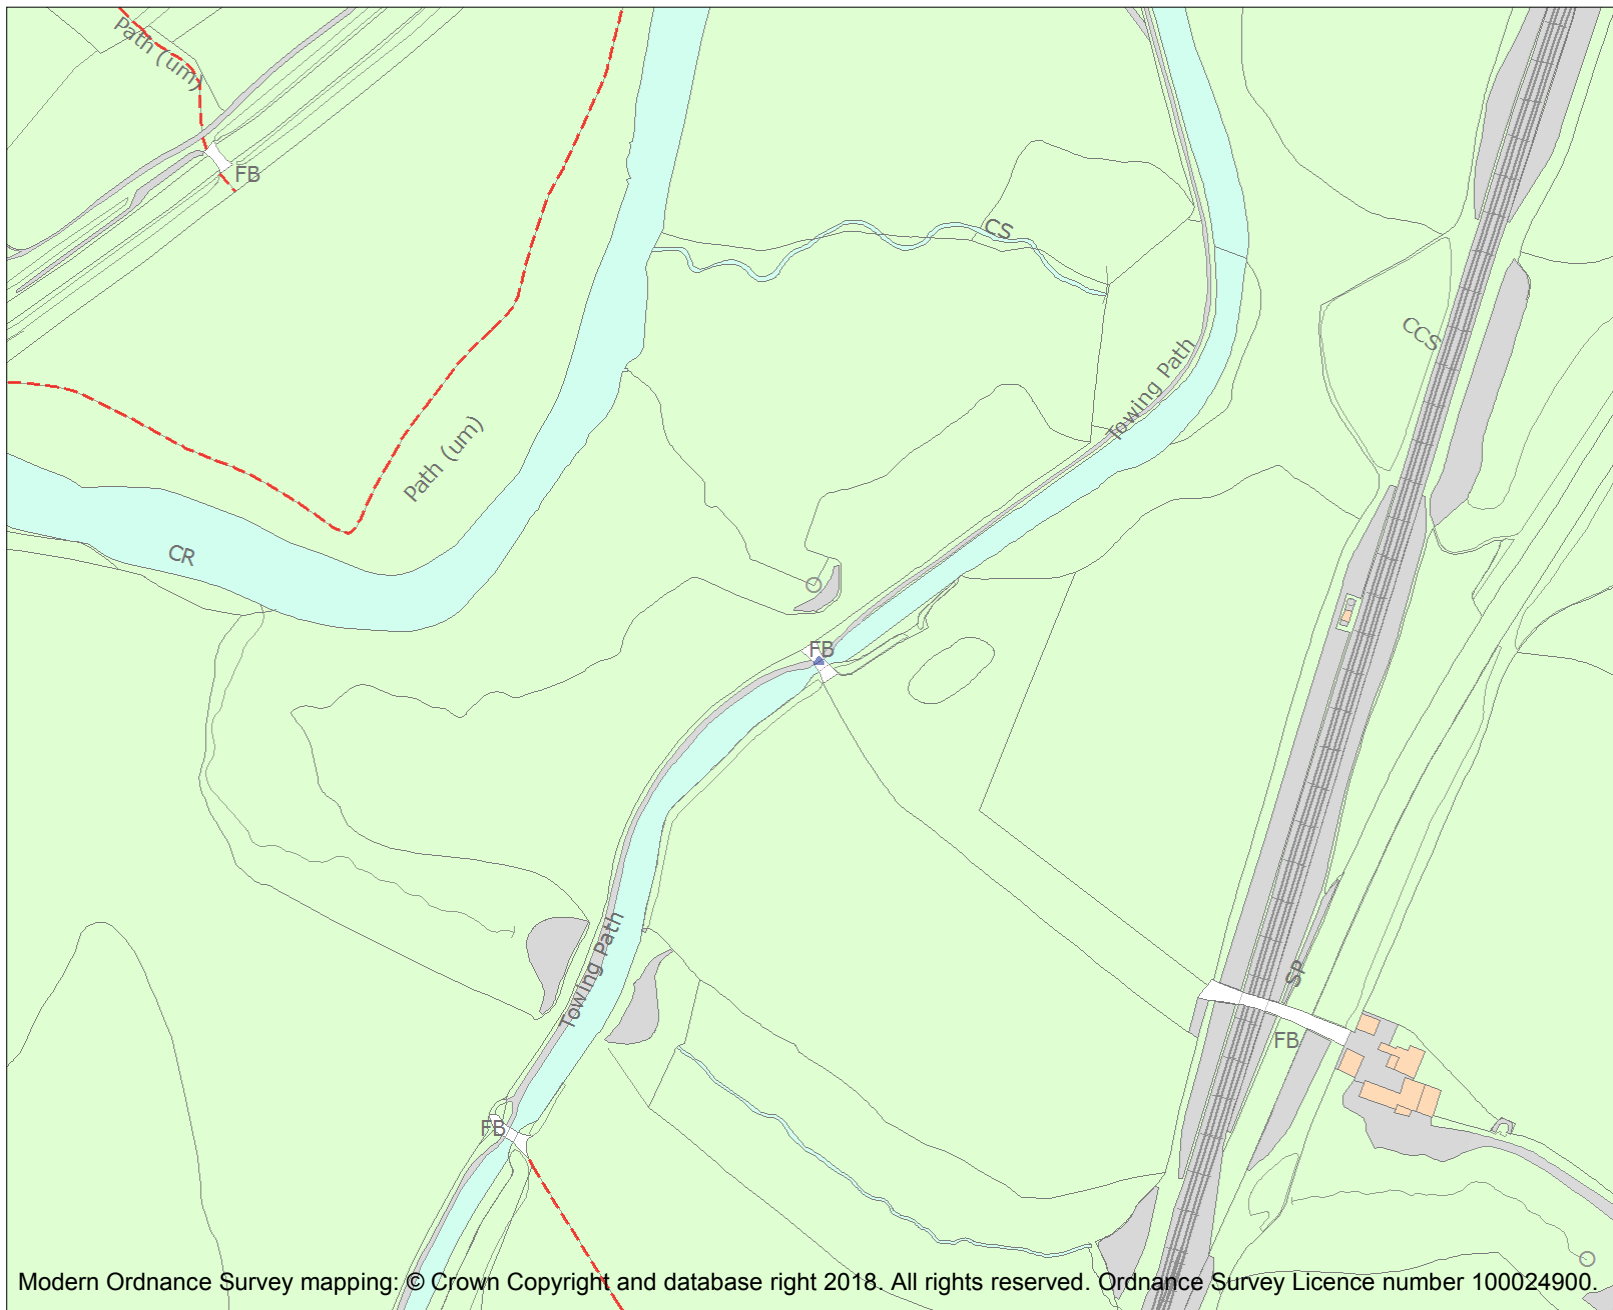 Path (um)
FB
CS
CCS
Towing Path
Path (um)
CR
FB
Towing Path
SP
FB
FB
Modern Ordnance Survey mapping: © Crown Copyright and database right 2018. All rights reserved. Ordnance Survey Licence number 100024900.